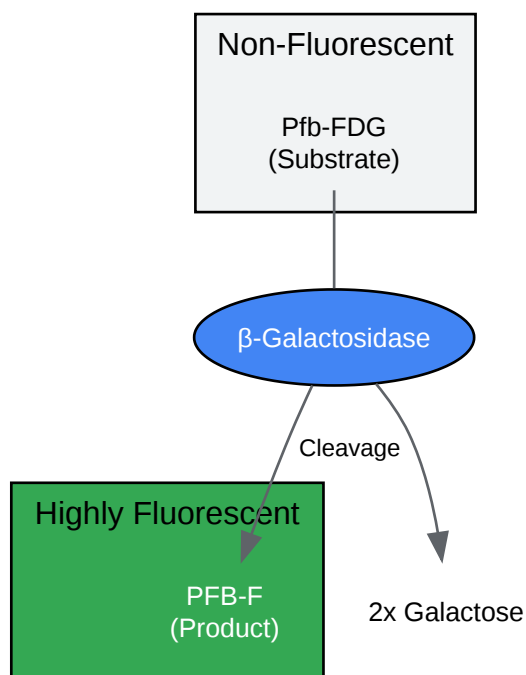 Non-Fluorescent
Pfb-FDG
(Substrate)
β-Galactosidase
Cleavage
Highly Fluorescent
PFB-F
(Product)
2x Galactose